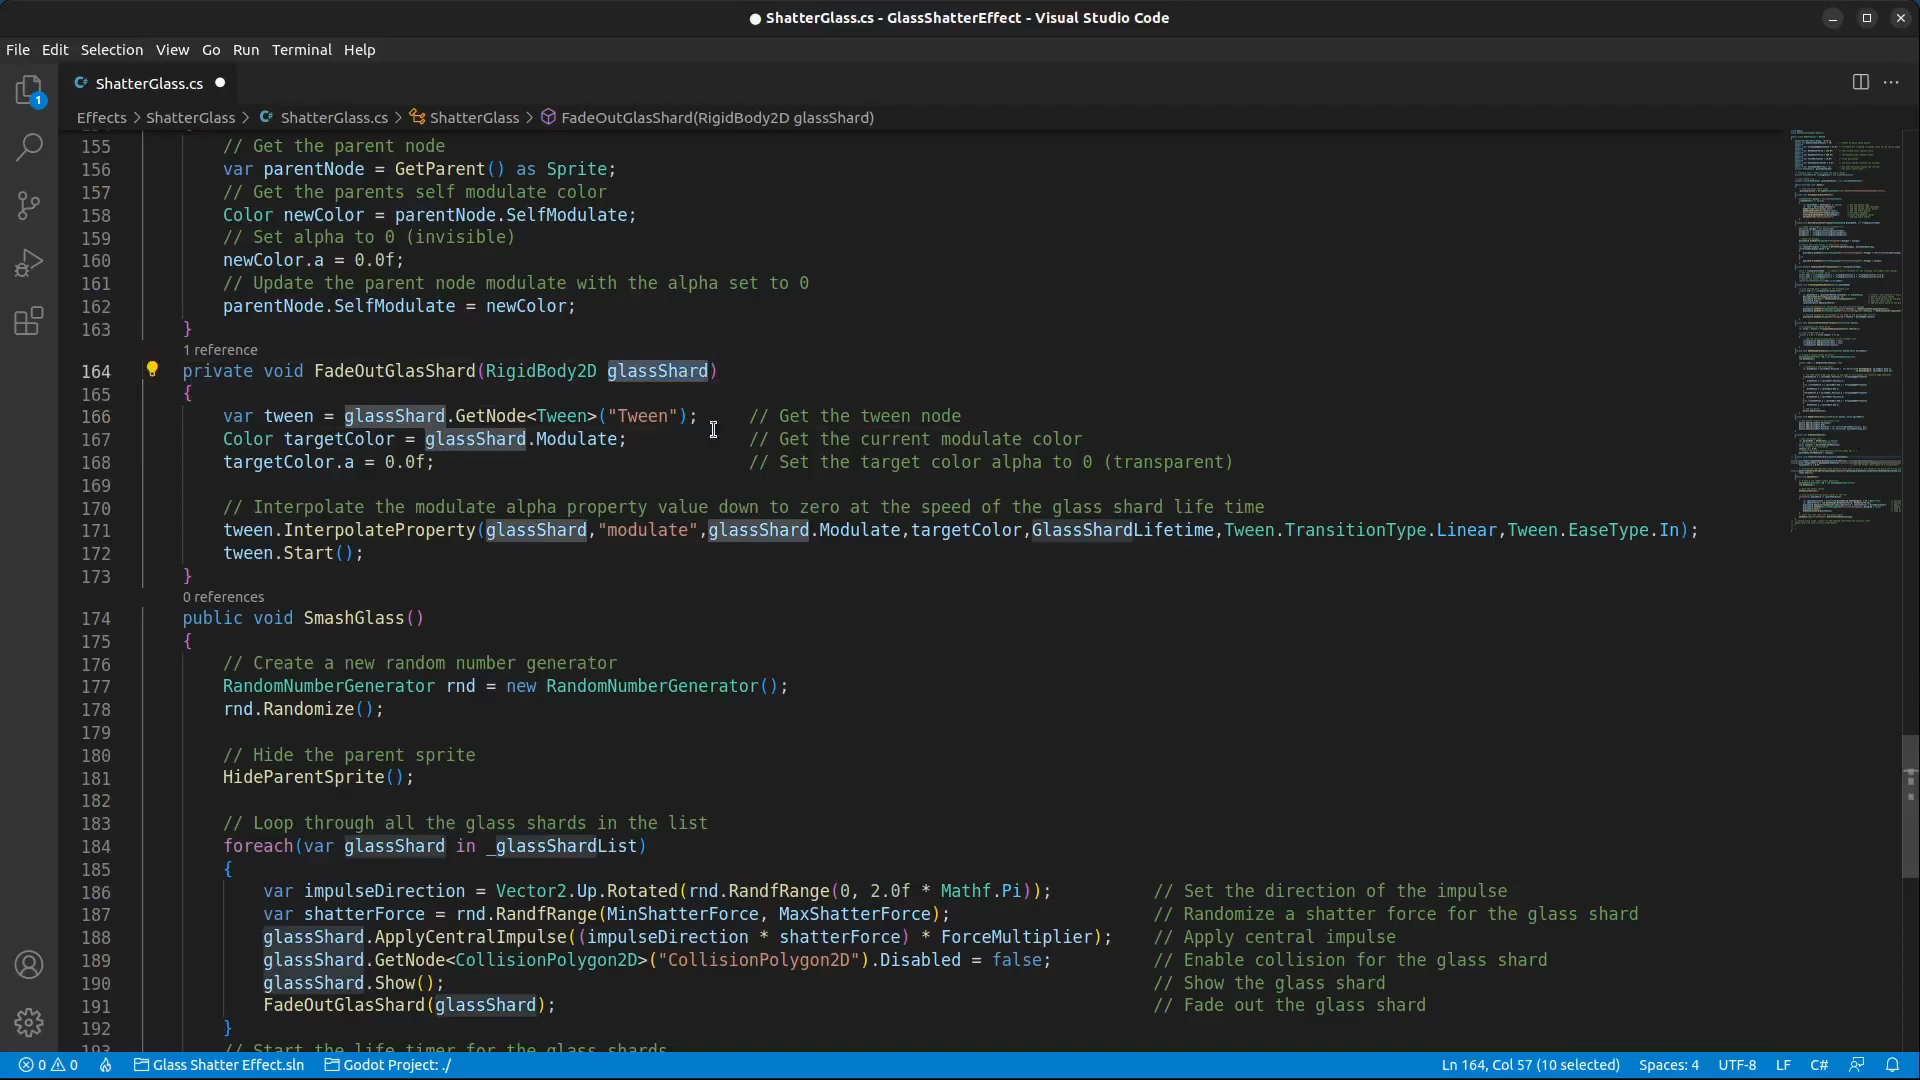 ShatterGlass.cs - GlassShatterEffect - Visual Studio Code
File Edit Selection View Go Run Terminal Help
ShatterGlass.cs
1
Effects > ShatterGlass > ShatterGlass.cs > ShatterGlass > FadeOutGlasShard(RigidBody2D glassShard)
155 // Get the parent node
156 var parentNode = GetParent() as Sprite;
157 // Get the parents self modulate color
158 Color newColor = parentNode.SelfModulate;
159 // Set alpha to 0 (invisible)
160 newColor.a = 0.0f;
161 // Update the parent node modulate with the alpha set to 0
162 parentNode.SelfModulate = newColor;
163 }
1 reference
164 private void FadeOutGlasShard(RigidBody2D glassShard)
165 {
166 var tween = glassShard.GetNode<Tween>("Tween"); // Get the tween node
167 Color targetColor = glassShard.Modulate; // Get the current modulate color
168 targetColor.a = 0.0f; // Set the target color alpha to 0 (transparent)
169
170 // Interpolate the modulate alpha property value down to zero at the speed of the glass shard life time
171 tween.InterpolateProperty(glassShard,"modulate",glassShard.Modulate,targetColor,GlassShardLifetime,Tween.TransitionType.Linear,Tween.EaseType.In);
172 tween.Start();
173 }
0 references
174 public void SmashGlass()
175 {
176 // Create a new random number generator
177 RandomNumberGenerator rnd = new RandomNumberGenerator();
178 rnd.Randomize();
179
180 // Hide the parent sprite
181 HideParentSprite();
182
183 // Loop through all the glass shards in the list
184 foreach(var glassShard in _glassShardList)
185 {
186 var impulseDirection = Vector2.Up.Rotated(rnd.RandfRange(0, 2.0f * Mathf.Pi)); // Set the direction of the impulse
187 var shatterForce = rnd.RandfRange(MinShatterForce, MaxShatterForce); // Randomize a shatter force for the glass shard
188 glassShard.ApplyCentralImpulse((impulseDirection * shatterForce) * ForceMultiplier); // Apply central impulse
189 glassShard.GetNode<CollisionPolygon2D>("CollisionPolygon2D").Disabled = false; // Enable collision for the glass shard
190 glassShard.Show(); // Show the glass shard
191 FadeOutGlasShard(glassShard); // Fade out the glass shard
192 }
193 // Start the life timer for the glass shards
0 0 Glass Shatter Effect.sln Godot Project: ./ Ln 164, Col 57 (10 selected) Spaces: 4 UTF-8 LF C#